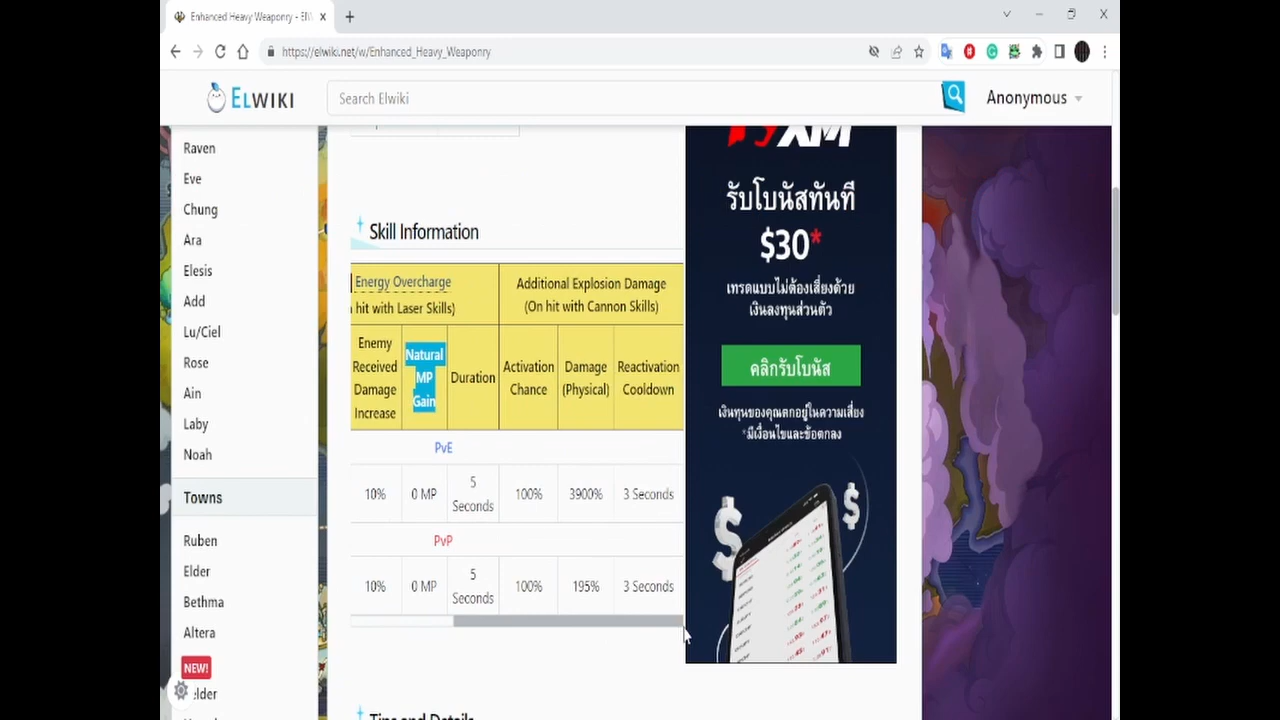 Enhanced Heavy Weaponry - El
https://elwiki.net/w/Enhanced_Heavy_Weaponry
ELWIKI
Search Elwiki
Anonymous
Raven
Eve
Chung
Ara
Elesis
Add
Lu/Ciel
Rose
Ain
Laby
Noah
Towns
Ruben
Elder
Bethma
Altera
NEW!
elder
Skill Information
Energy Overcharge
hit with Laser Skills)
Additional Explosion Damage
(On hit with Cannon Skills)
Enemy
Received
Damage
Increase
Natural
MP
Gain
Duration
Activation
Chance
Damage
(Physical)
Reactivation
Cooldown
PvE
10%
0 MP
5
Seconds
100%
3900%
3 Seconds
PvP
10%
0 MP
5
Seconds
100%
195%
3 Seconds
Tips and Details
XM
รับโบนัสทันที
$30*
เทรดแบบไม่ต้องเสี่ยงด้วย
เงินลงทุนส่วนตัว
คลิกรับโบนัส
เงินทุนของคุณตกอยู่ในความเสี่ยง
*มีเงื่อนไขและข้อตกลง